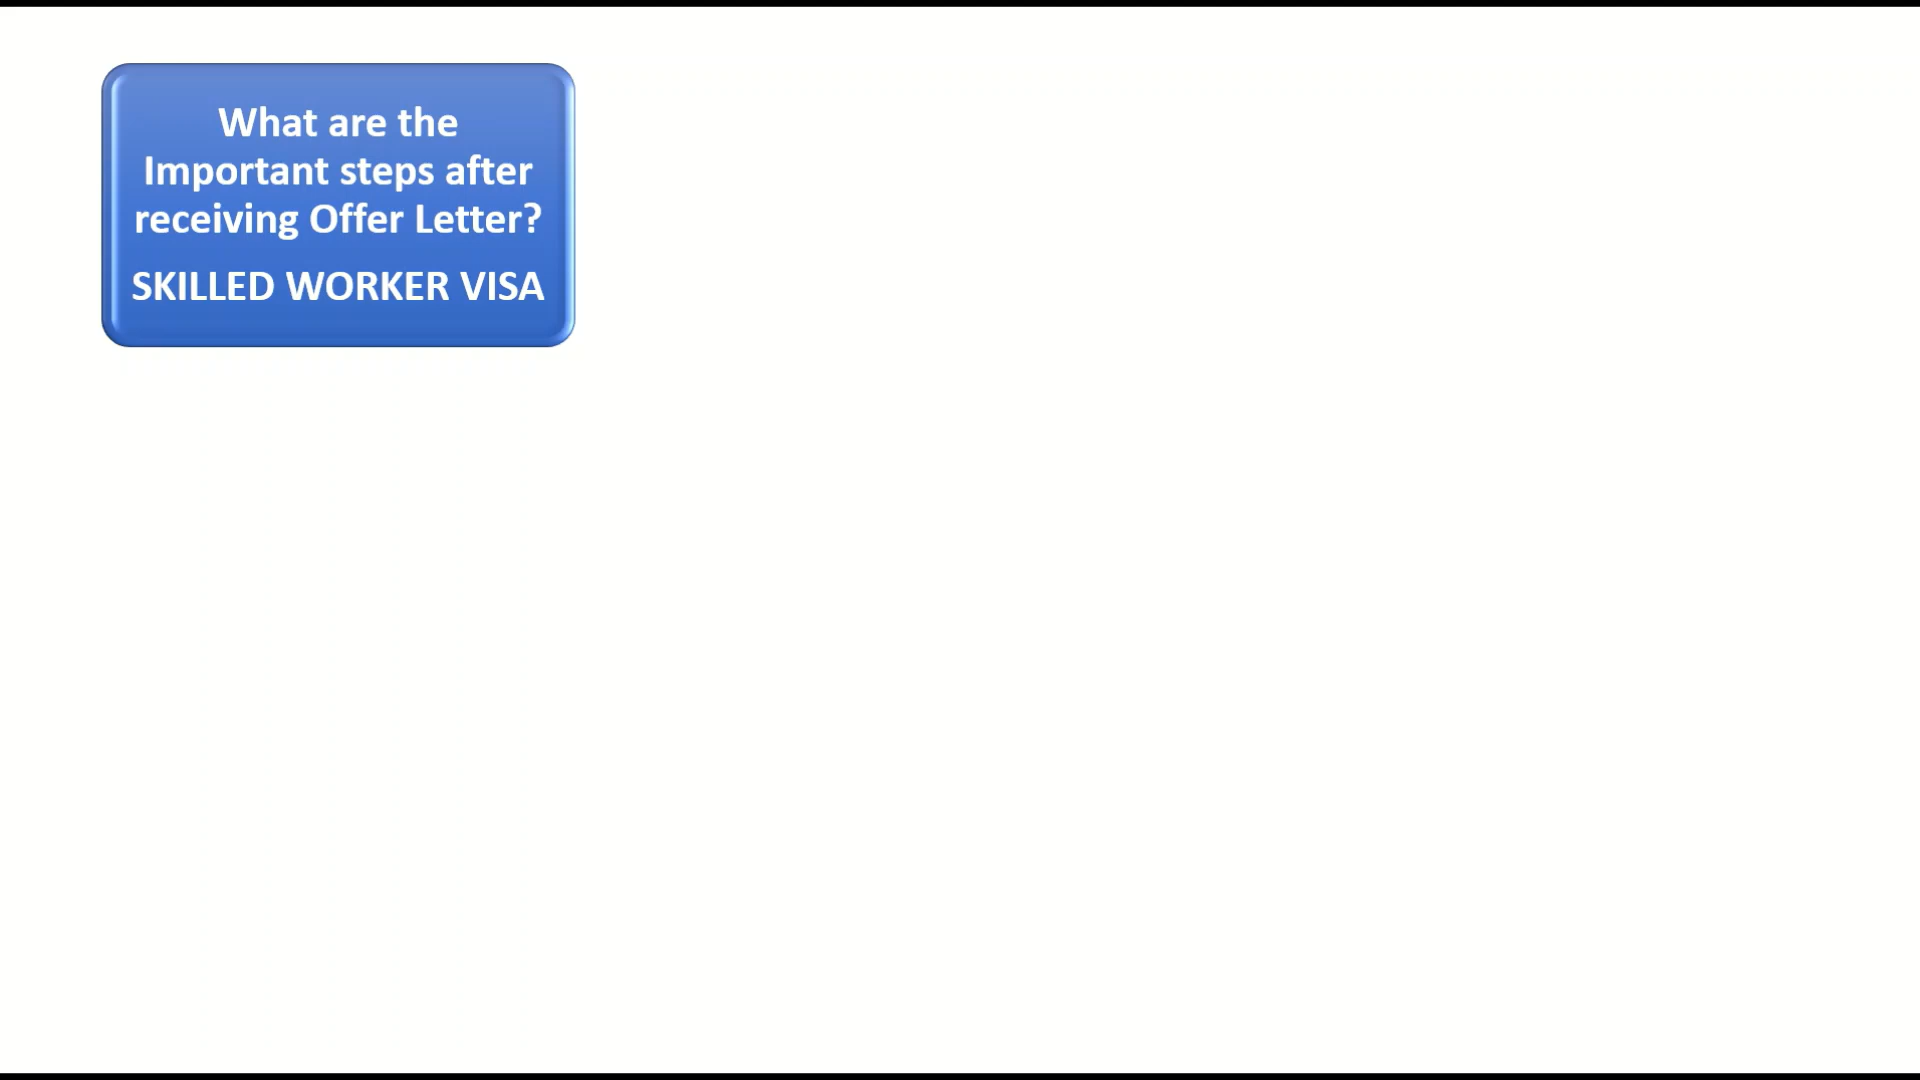 What are the
Important steps after
receiving Offer Letter?
SKILLED WORKER VISA